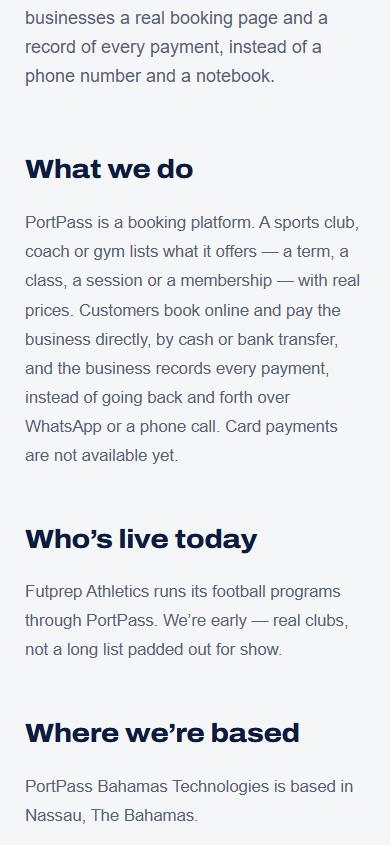 businesses a real booking page and a
record of every payment, instead of a
phone number and a notebook.
What we do
PortPass is a booking platform. A sports club,
coach or gym lists what it offers — a term, a
class, a session or a membership — with real
prices. Customers book online and pay the
business directly, by cash or bank transfer,
and the business records every payment,
instead of going back and forth over
WhatsApp or a phone call. Card payments
are not available yet.
Who’s live today
Futprep Athletics runs its football programs
through PortPass. We’re early — real clubs,
not a long list padded out for show.
Where we’re based
PortPass Bahamas Technologies is based in
Nassau, The Bahamas.